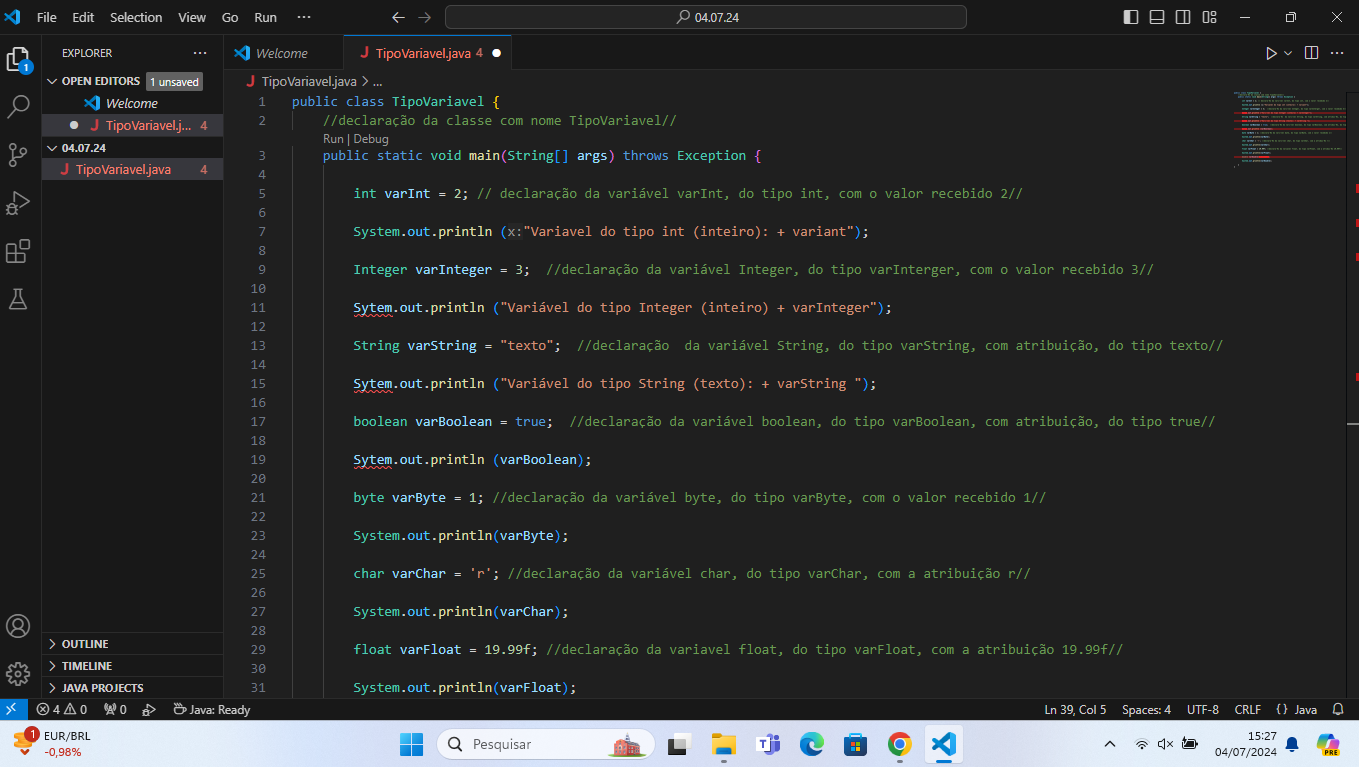 File Edit Selection View Go Run ··· 04.07.24
EXPLORER ···
OPEN EDITORS 1 unsaved
Welcome
TipoVariavel.j... 4
04.07.24
TipoVariavel.java 4
OUTLINE
TIMELINE
JAVA PROJECTS
1
Welcome TipoVariavel.java 4
TipoVariavel.java > ...
1 public class TipoVariavel {
2 //declaração da classe com nome TipoVariavel//
Run | Debug
3 public static void main(String[] args) throws Exception {
4
5 int varInt = 2; // declaração da variável varInt, do tipo int, com o valor recebido 2//
6
7 System.out.println (x:"Variavel do tipo int (inteiro): + variant");
8
9 Integer varInteger = 3; //declaração da variável Integer, do tipo varInterger, com o valor recebido 3//
10
11 Sytem.out.println ("Variável do tipo Integer (inteiro) + varInteger");
12
13 String varString = "texto"; //declaração da variável String, do tipo varString, com atribuição, do tipo texto//
14
15 Sytem.out.println ("Variável do tipo String (texto): + varString ");
16
17 boolean varBoolean = true; //declaração da variável boolean, do tipo varBoolean, com atribuição, do tipo true//
18
19 Sytem.out.println (varBoolean);
20
21 byte varByte = 1; //declaração da variável byte, do tipo varByte, com o valor recebido 1//
22
23 System.out.println(varByte);
24
25 char varChar = 'r'; //declaração da variável char, do tipo varChar, com a atribuição r//
26
27 System.out.println(varChar);
28
29 float varFloat = 19.99f; //declaração da variavel float, do tipo varFloat, com a atribuição 19.99f//
30
31 System.out.println(varFloat);
4 0 0 Java: Ready Ln 39, Col 5 Spaces: 4 UTF-8 CRLF {} Java
1 EUR/BRL
-0,98%
Pesquisar
PRE
15:27
04/07/2024